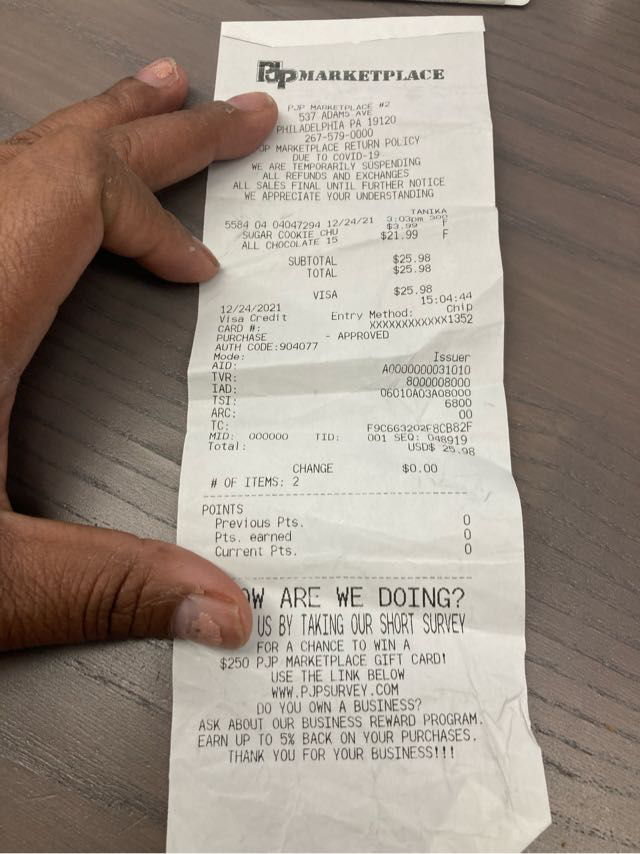 PJP MARKETPLACE
PJP MARKETPLACE #2
537 ADAMS AVE
PHILADELPHIA PA 19120
267-579-0000
MARKETPLACE RETURN POLICY
DUE TO COVID-19
WE ARE TEMPORARILY SUSPENDING
ALL REFUNDS AND EXCHANGES
ALL SALES FINAL UNTIL FURTHER NOTICE
WE APPRECIATE YOUR UNDERSTANDING
TANIKA
5584 04 04047294 12/24/21 3:03pm
SUGAR COOKIE CHU $3.99 F
ALL CHOCOLATE 15 $21.99 F
SUBTOTAL $25.98
TOTAL $25.98
VISA $25.98
12/24/2021 15:04:44
Visa Credit Entry Method: Chip
CARD #: XXXXXXXXXXXX1352
PURCHASE - APPROVED
AUTH CODE:904077
Mode: Issuer
AID: A0000000031010
TVR: 8000008000
IAD: 06010A03A08000
TSI: 6800
ARC: 00
TC: F9C663202F8CB82F
MID: 000000 TID: 001 SEQ: 048919
Total: USD$ 25.98
CHANGE $0.00
# OF ITEMS: 2
POINTS
Previous Pts. 0
Pts. earned 0
Current Pts. 0
ARE WE DOING?
US BY TAKING OUR SHORT SURVEY
FOR A CHANCE TO WIN A
$250 PJP MARKETPLACE GIFT CARD!
USE THE LINK BELOW
WWW.PJPSURVEY.COM
DO YOU OWN A BUSINESS?
ASK ABOUT OUR BUSINESS REWARD PROGRAM.
EARN UP TO 5% BACK ON YOUR PURCHASES.
THANK YOU FOR YOUR BUSINESS!!!